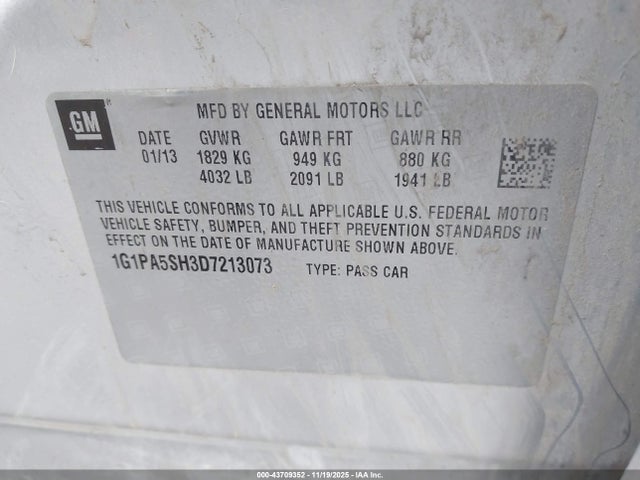 GM
MFD BY GENERAL MOTORS LLC
DATE GVWR GAWR FRT GAWR RR
01/13 1829 KG 949 KG 880 KG
4032 LB 2091 LB 1941 LB
THIS VEHICLE CONFORMS TO ALL APPLICABLE U.S. FEDERAL MOTOR
VEHICLE SAFETY, BUMPER, AND THEFT PREVENTION STANDARDS IN
EFFECT ON THE DATE OF MANUFACTURE SHOWN ABOVE.
1G1PA5SH3D7213073 TYPE: PASS CAR
000-43709352 - 11/19/2025 - IAAI.CA